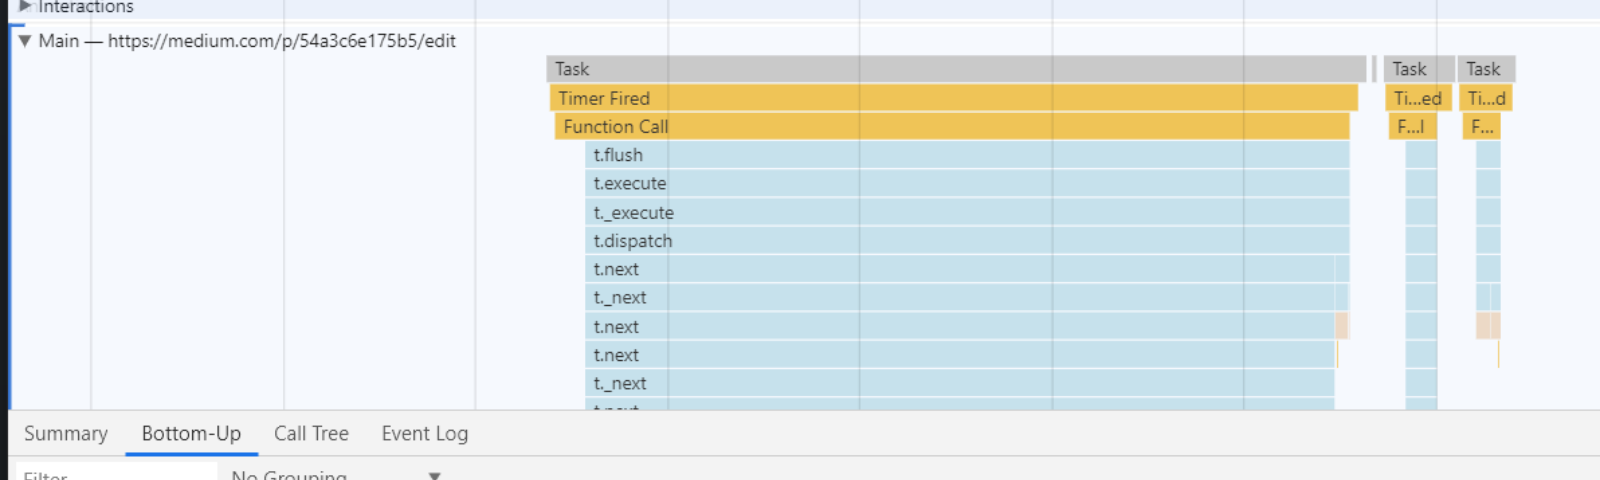 Interactions
Main — https://medium.com/p/54a3c6e175b5/edit
Task Task Task
Timer Fired Ti...ed Ti...d
Function Call F...l F...
t.flush
t.execute
t._execute
t.dispatch
t.next
t._next
t.next
t.next
t._next
t.next
Summary Bottom-Up Call Tree Event Log
Filter No Grouping